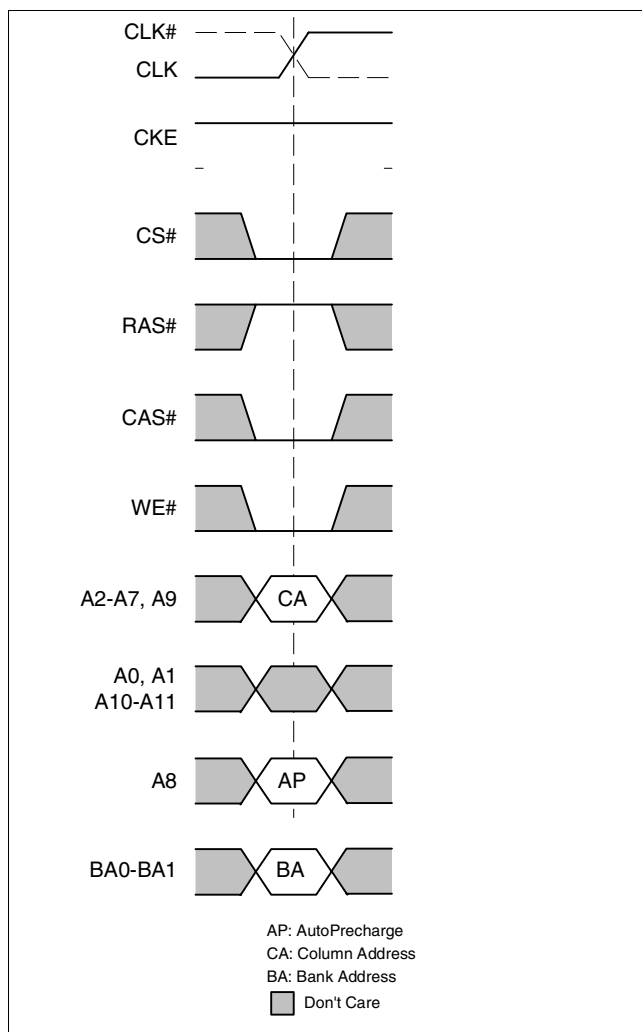 CLK#
CLK
CKE
CS#
RAS#
CAS#
WE#
A2-A7, A9
CA
A0, A1
A10-A11
A8
AP
BA0-BA1
BA
AP: AutoPrecharge
CA: Column Address
BA: Bank Address
Don't Care